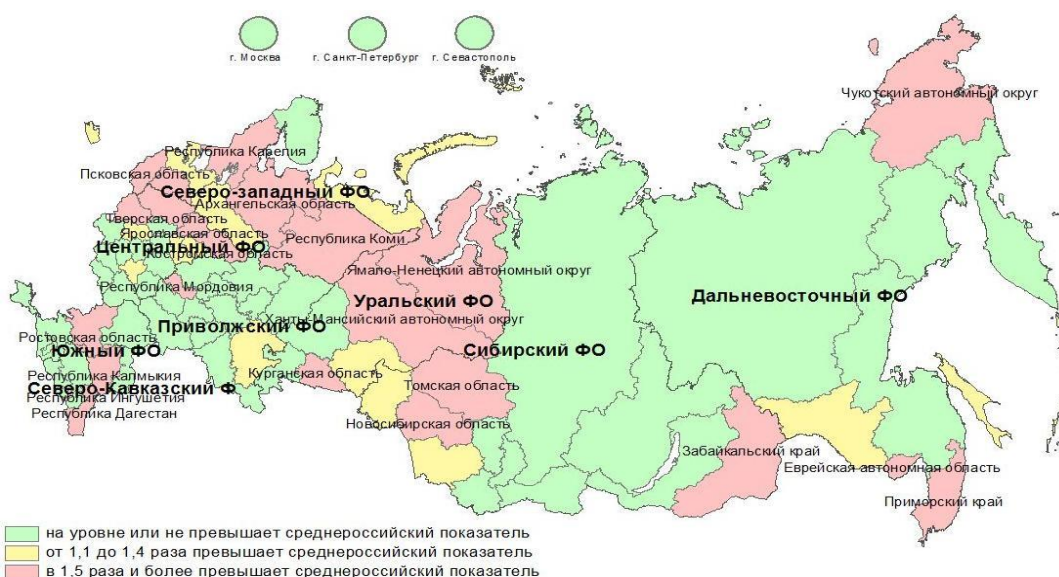 г. Москва
г. Санкт-Петербург
г. Севастополь
Чукотский автономный округ
Республика Карелия
Псковская область
Северо-западный ФО
Архангельская область
Тверская область
Ярославская область
Республика Коми
Центральный ФО
Костромская область
Ямало-Ненецкий автономный округ
Республика Мордовия
Уральский ФО
Дальневосточный ФО
Ханты-Мансийский автономный округ
Приволжский ФО
Ростовская область
Южный ФО
Сибирский ФО
Республика Калмыкия
Курганская область
Северо-Кавказский Ф
Томская область
Республика Ингушетия
Республика Дагестан
Новосибирская область
Забайкальский край
Еврейская автономная область
Приморский край
на уровне или не превышает среднероссийский показатель
от 1,1 до 1,4 раза превышает среднероссийский показатель
в 1,5 раза и более превышает среднероссийский показатель